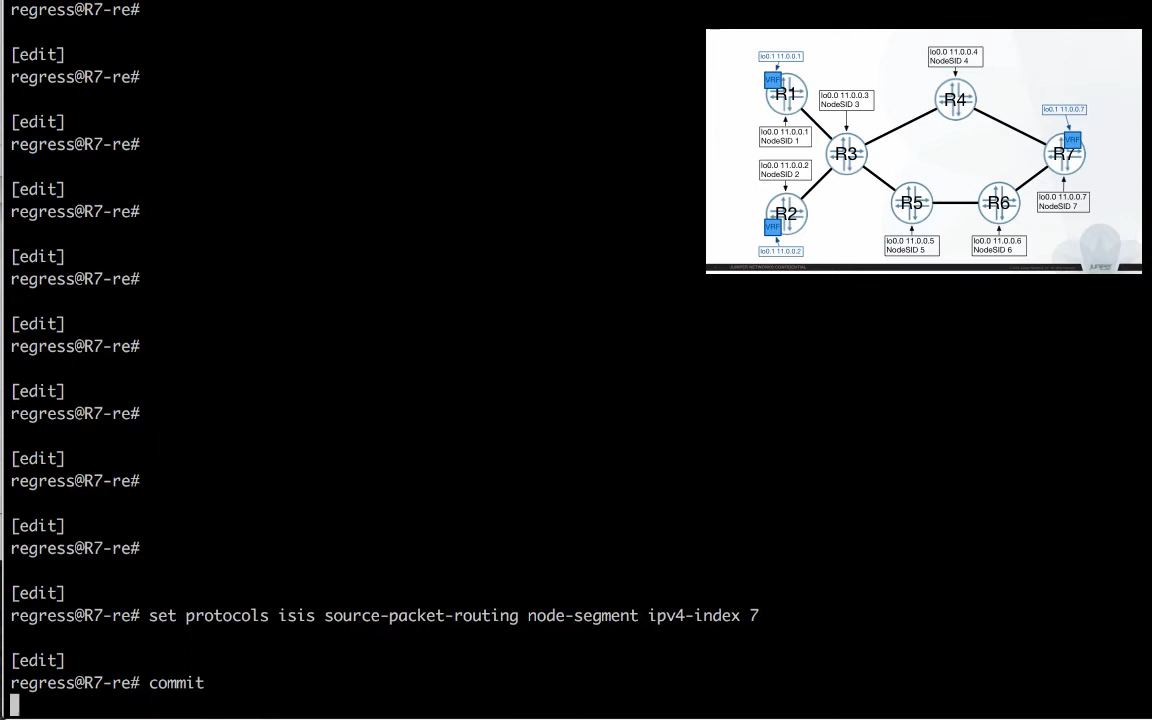 regress@R7-re#
[edit]
regress@R7-re#
[edit]
regress@R7-re#
[edit]
regress@R7-re#
[edit]
regress@R7-re#
[edit]
regress@R7-re#
[edit]
regress@R7-re#
[edit]
regress@R7-re#
[edit]
regress@R7-re#
[edit]
regress@R7-re# set protocols isis source-packet-routing node-segment ipv4-index 7
[edit]
regress@R7-re# commit
lo0.1 11.0.0.1
VRF
R1
lo0.0 11.0.0.1
NodeSID 1
lo0.0 11.0.0.2
NodeSID 2
R2
VRF
lo0.1 11.0.0.2
lo0.0 11.0.0.3
NodeSID 3
R3
lo0.0 11.0.0.4
NodeSID 4
R4
R5
lo0.0 11.0.0.5
NodeSID 5
R6
lo0.0 11.0.0.6
NodeSID 6
lo0.1 11.0.0.7
VRF
R7
lo0.0 11.0.0.7
NodeSID 7
JUNIPER NETWORKS CONFIDENTIAL